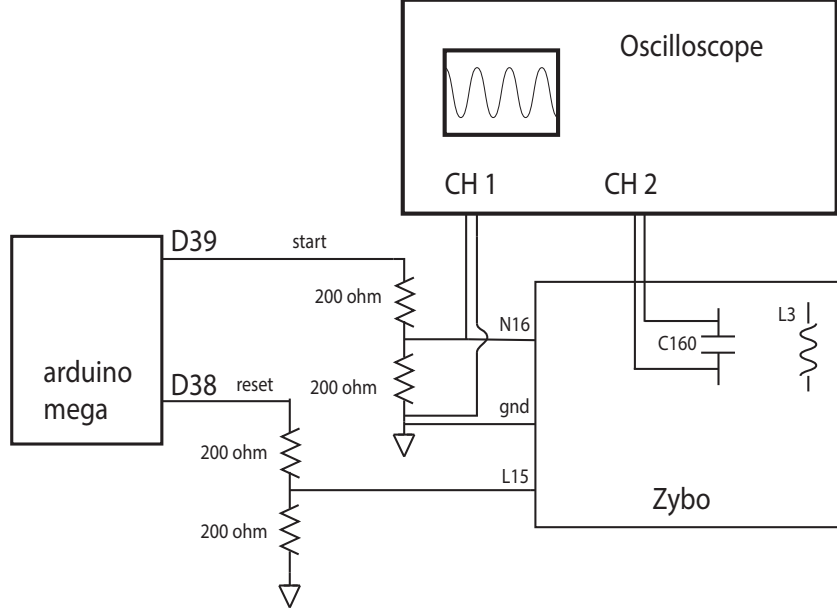 Oscilloscope
CH 1
CH 2
D39
start
200 ohm
N16
L3
C160
arduino
mega
D38
reset
200 ohm
gnd
200 ohm
L15
Zybo
200 ohm